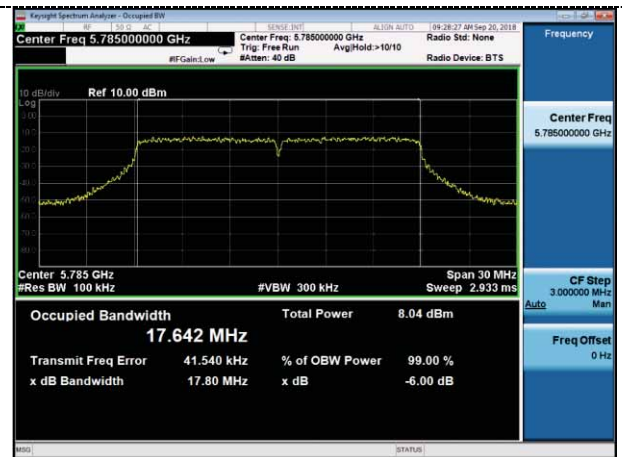 Keysight Spectrum Analyzer - Occupied BW
RF 50 Ω AC SENSE:INT ALIGN AUTO 09:28:27 AM Sep 20, 2018
Center Freq 5.785000000 GHz
Center Freq: 5.785000000 GHz
Radio Std: None
Trig: Free Run Avg|Hold:>10/10
#IFGain:Low
#Atten: 40 dB
Radio Device: BTS
Frequency
10 dB/div Ref 10.00 dBm
Log
Center Freq
5.785000000 GHz
Center 5.785 GHz
Span 30 MHz
#Res BW 100 kHz
#VBW 300 kHz
Sweep 2.933 ms
CF Step
3.000000 MHz
Auto Man
Occupied Bandwidth
Total Power 8.04 dBm
17.642 MHz
Transmit Freq Error 41.540 kHz
% of OBW Power 99.00 %
x dB Bandwidth 17.80 MHz
x dB -6.00 dB
Freq Offset
0 Hz
MSG
STATUS